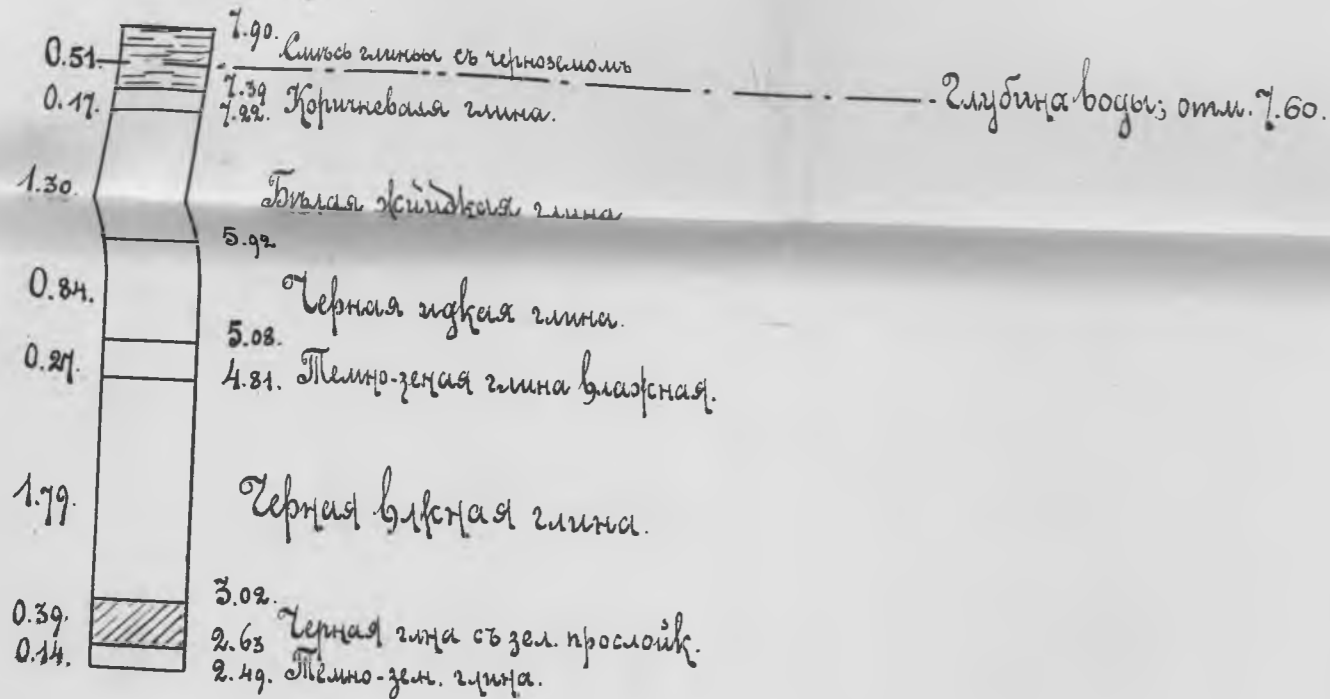 7.90.
0.51. Смѣсь глины съ черноземомъ
7.39
0.17. 7.22. Коричневая глина.
Глубина воды; отм. 7.60.
1.30. Бѣлая жиидкая глина
5.92
0.84. Черная идкая глина.
5.08.
0.27. 4.81. Темно-зеная глина влажная.
1.79. Черная влжная глина.
3.02.
0.39. 2.63 Черная глна съ зел. прослойк.
0.14. 2.49. Темно-зел. глина.